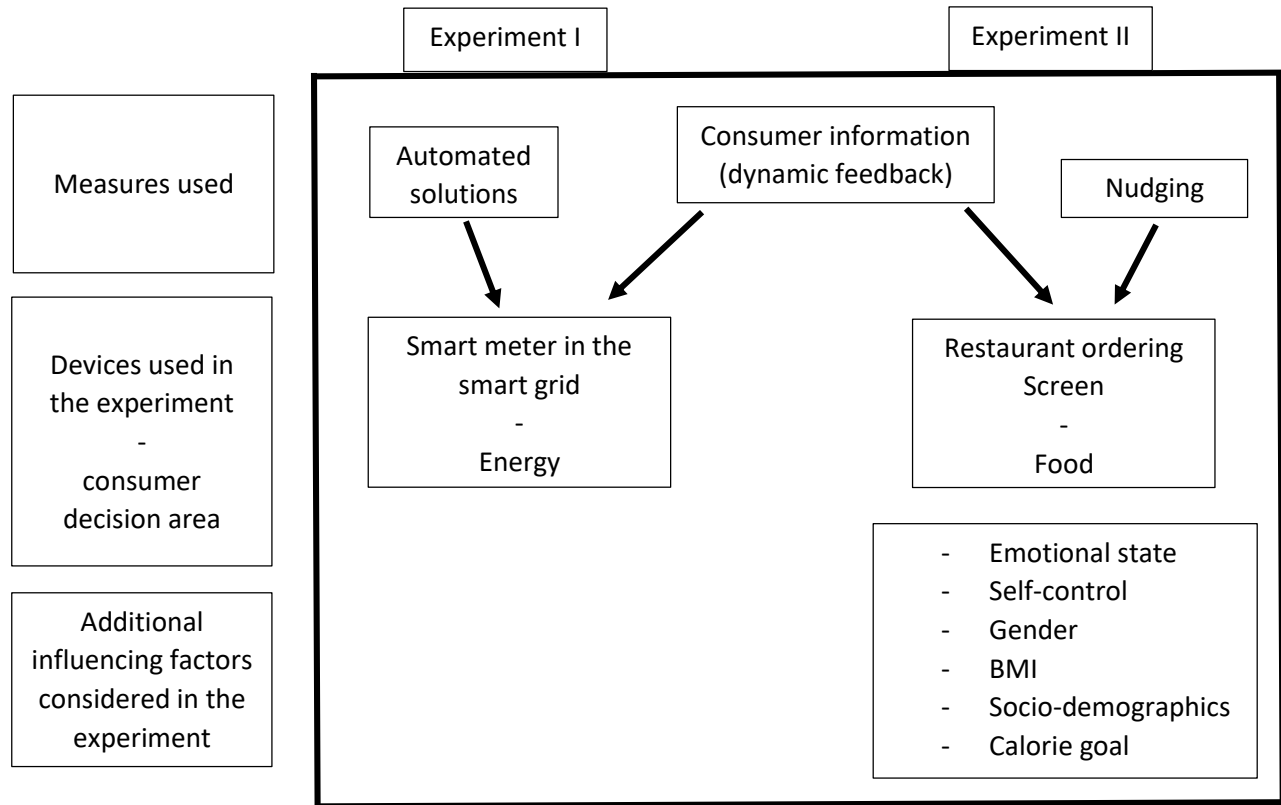 Experiment I
Experiment II
Measures used
Automated
solutions
Consumer information
(dynamic feedback)
Nudging
Devices used in
the experiment
-
consumer
decision area
Smart meter in the
smart grid
-
Energy
Restaurant ordering
Screen
-
Food
Additional
influencing factors
considered in the
experiment
- Emotional state
- Self-control
- Gender
- BMI
- Socio-demographics
- Calorie goal